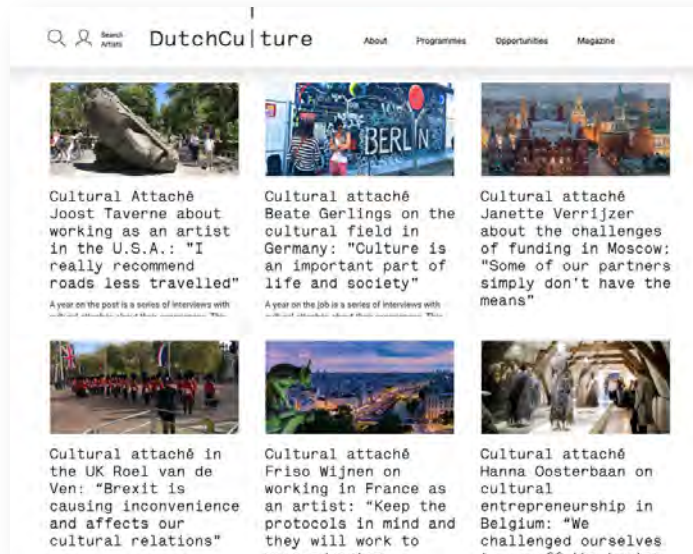 Search
Artists
DutchCu|ture
About
Programmes
Opportunities
Magazine
BERLIN
Cultural Attaché
Joost Taverne about
working as an artist
in the U.S.A.: "I
really recommend
roads less travelled"
A year on the post is a series of interviews with
Cultural attaché
Beate Gerlings on the
cultural field in
Germany: "Culture is
an important part of
life and society"
A year on the job is a series of interviews with
Cultural attaché
Janette Verrijzer
about the challenges
of funding in Moscow:
"Some of our partners
simply don't have the
means"
Cultural attaché in
the UK Roel van de
Ven: “Brexit is
causing inconvenience
and affects our
cultural relations”
Cultural attaché
Friso Wijnen on
working in France as
an artist: “Keep the
protocols in mind and
they will work to
Cultural attaché
Hanna Oosterbaan on
cultural
entrepreneurship in
Belgium: “We
challenged ourselves